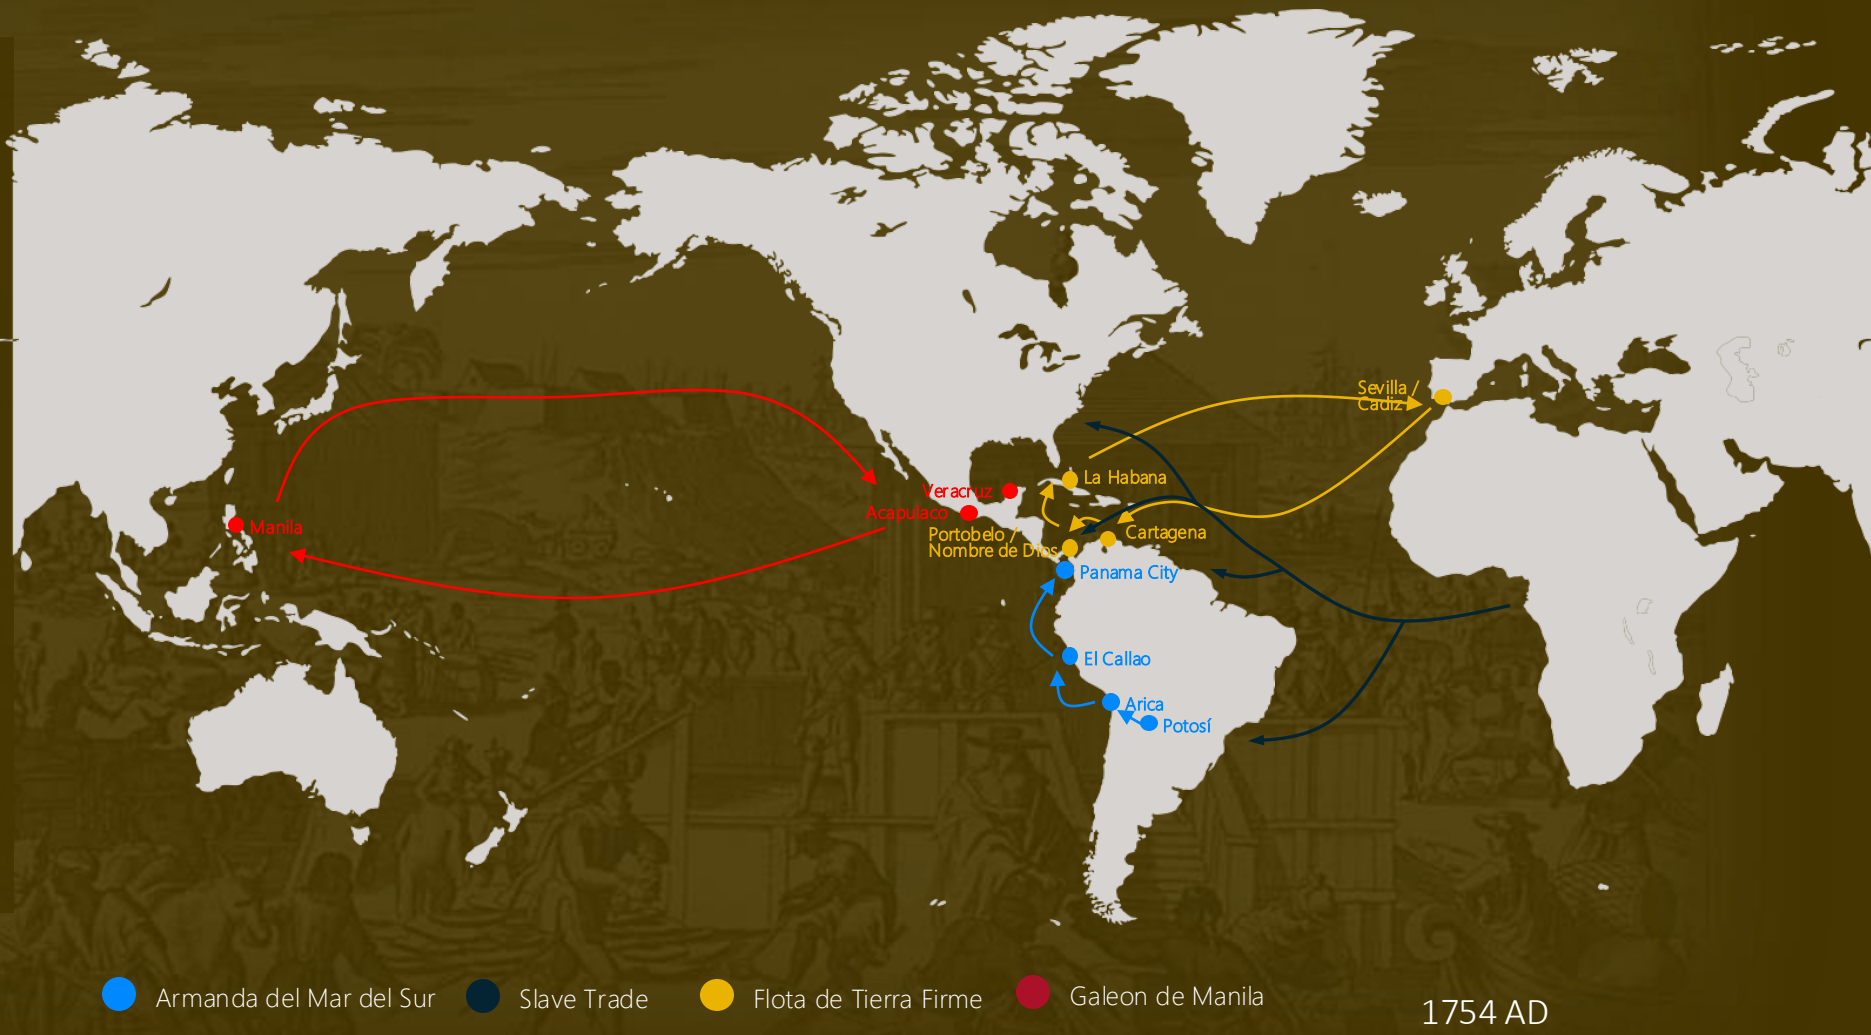 Sevilla /
Cadiz
La Habana
Veracruz
Acapulaco
Manila
Portobelo /
Nombre de Dios
Cartagena
Panama City
El Callao
Arica
Potosí
Armanda del Mar del Sur
Slave Trade
Flota de Tierra Firme
Galeon de Manila
1754 AD